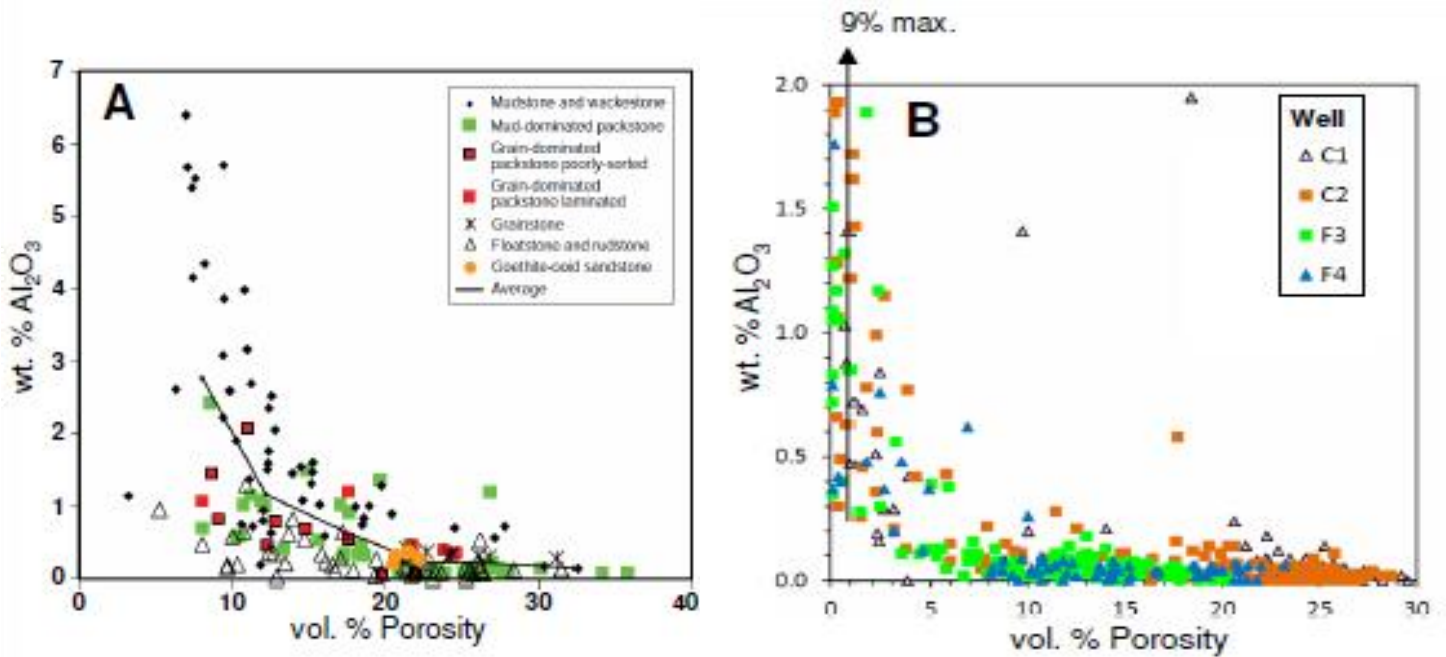 9% max.
A
7
6
5
4
3
2
1
0
wt. % Al₂O₃
0
10
20
30
40
vol. % Porosity
Mudstone and wackestone
Mud-dominated packstone
Grain-dominated
packstone poorly-sorted
Grain-dominated
packstone laminated
Grainstone
Floatstone and rudstone
Goethite-ooid sandstone
Average
B
2.0
1.5
1.0
0.5
0.0
wt. % Al₂O₃
0
5
10
15
20
25
30
vol. % Porosity
Well
C1
C2
F3
F4